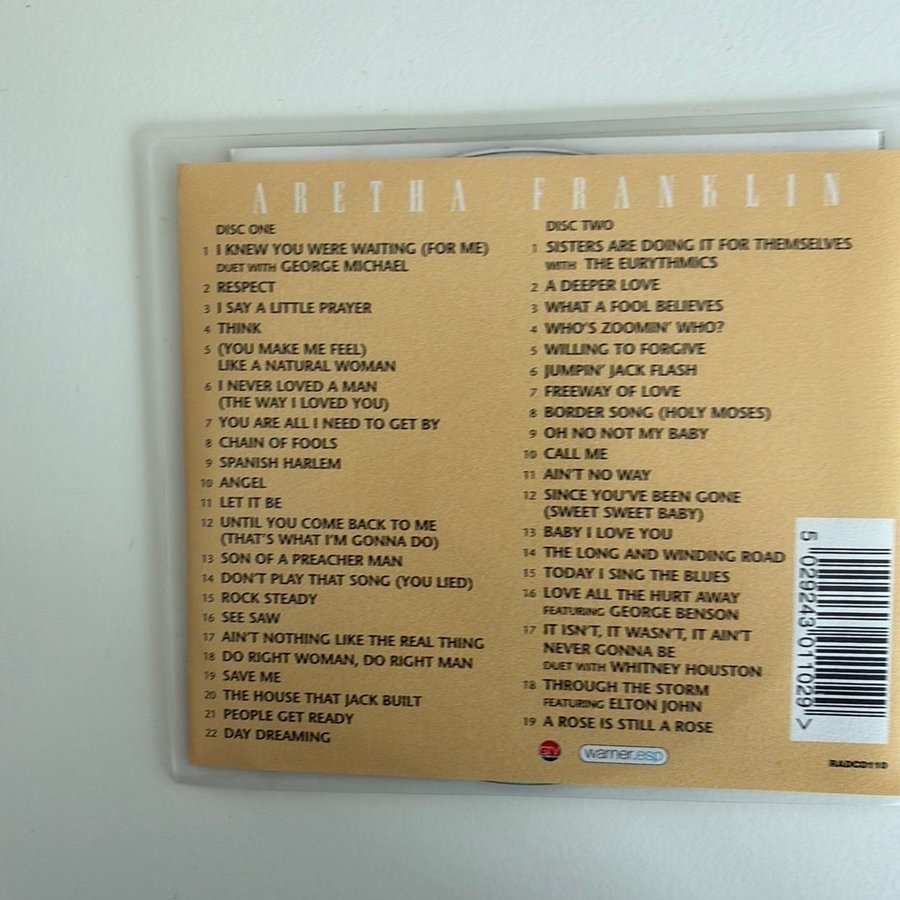 ARETHA FRANKLIN
DISC ONE
1 I KNEW YOU WERE WAITING (FOR ME)
DUET WITH GEORGE MICHAEL
2 RESPECT
3 I SAY A LITTLE PRAYER
4 THINK
5 (YOU MAKE ME FEEL)
LIKE A NATURAL WOMAN
6 I NEVER LOVED A MAN
(THE WAY I LOVED YOU)
7 YOU ARE ALL I NEED TO GET BY
8 CHAIN OF FOOLS
9 SPANISH HARLEM
10 ANGEL
11 LET IT BE
12 UNTIL YOU COME BACK TO ME
(THAT'S WHAT I'M GONNA DO)
13 SON OF A PREACHER MAN
14 DON'T PLAY THAT SONG (YOU LIED)
15 ROCK STEADY
16 SEE SAW
17 AIN'T NOTHING LIKE THE REAL THING
18 DO RIGHT WOMAN, DO RIGHT MAN
19 SAVE ME
20 THE HOUSE THAT JACK BUILT
21 PEOPLE GET READY
22 DAY DREAMING
DISC TWO
1 SISTERS ARE DOING IT FOR THEMSELVES
WITH THE EURYTHMICS
2 A DEEPER LOVE
3 WHAT A FOOL BELIEVES
4 WHO'S ZOOMIN' WHO?
5 WILLING TO FORGIVE
6 JUMPIN' JACK FLASH
7 FREEWAY OF LOVE
8 BORDER SONG (HOLY MOSES)
9 OH NO NOT MY BABY
10 CALL ME
11 AIN'T NO WAY
12 SINCE YOU'VE BEEN GONE
(SWEET SWEET BABY)
13 BABY I LOVE YOU
14 THE LONG AND WINDING ROAD
15 TODAY I SING THE BLUES
16 LOVE ALL THE HURT AWAY
FEATURING GEORGE BENSON
17 IT ISN'T, IT WASN'T, IT AIN'T
NEVER GONNA BE
DUET WITH WHITNEY HOUSTON
18 THROUGH THE STORM
FEATURING ELTON JOHN
19 A ROSE IS STILL A ROSE
GTV
warner.esp
5 029243 011029 >
RADCD110